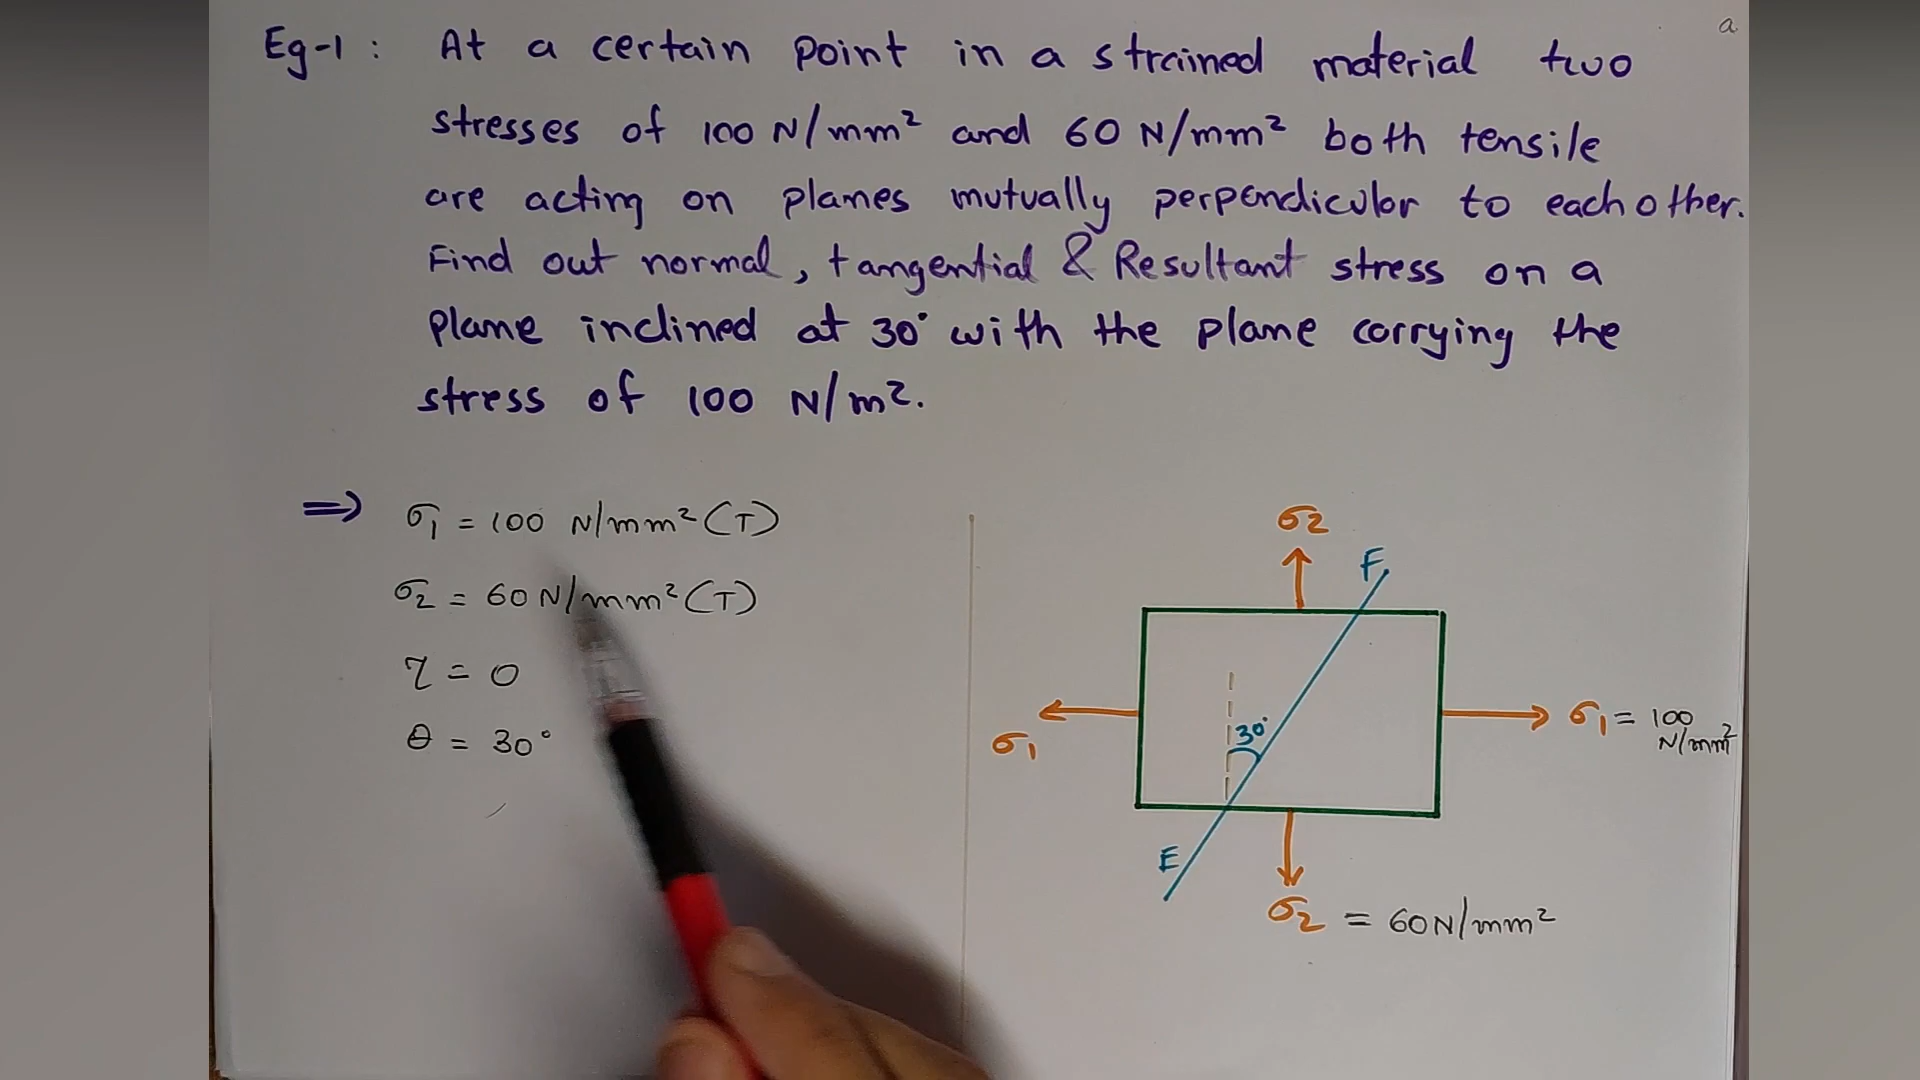 Eg-1 : At a certain point in a strained material two
stresses of 100 N/mm² and 60 N/mm² both tensile
are acting on planes mutually perpendicular to each other.
Find out normal, tangential & Resultant stress on a
plane inclined at 30° with the plane carrying the
stress of 100 N/m².
⇒ σ1 = 100 N/mm² (T)
σ2 = 60 N/mm² (T)
τ = 0
θ = 30°
σ2
F
30°
σ1
σ1 = 100
N/mm²
E
σ2 = 60N/mm²
a